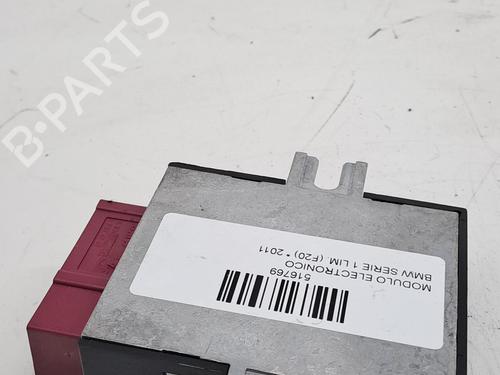 B-PARTS
516769
MODULO ELECTRONICO
BMW SERIE 1 LIM (F20) * 2011